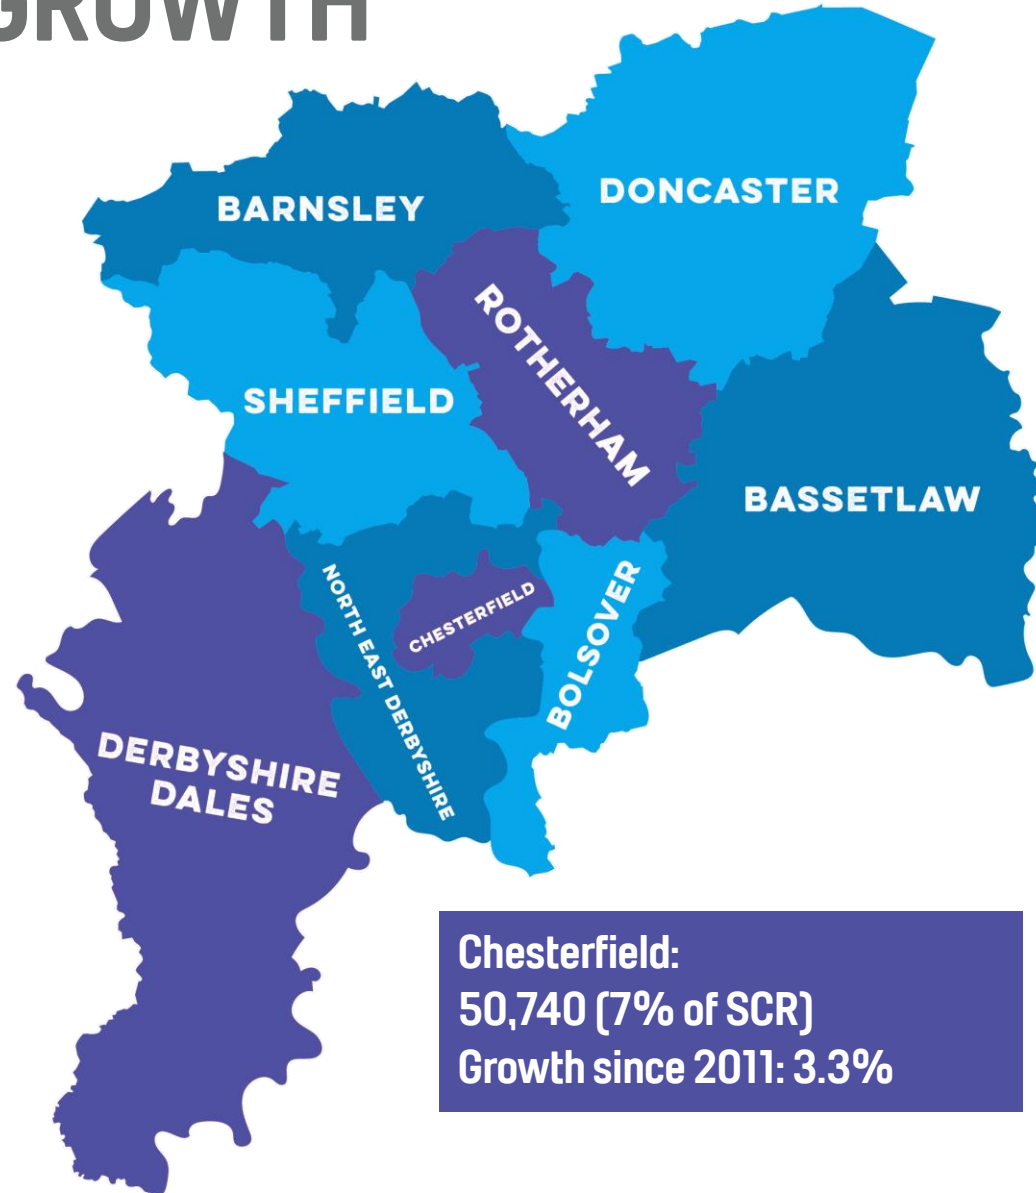 GROWTH
BARNSLEY
DONCASTER
ROTHERHAM
SHEFFIELD
BASSETLAW
NORTH EAST DERBYSHIRE
CHESTERFIELD
BOLSOVER
DERBYSHIRE
DALES
Chesterfield:
50,740 (7% of SCR)
Growth since 2011: 3.3%